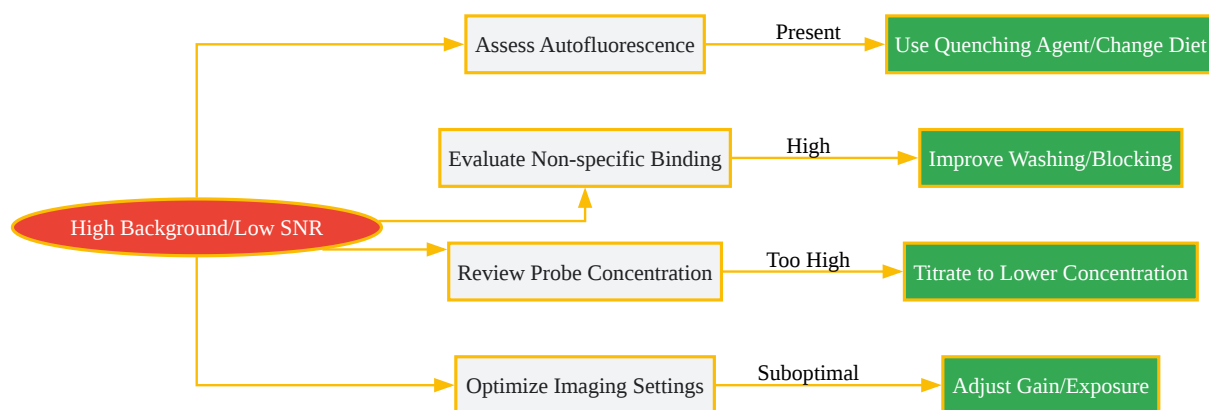 Assess Autofluorescence
Present
Use Quenching Agent/Change Diet
Evaluate Non-specific Binding
High
Improve Washing/Blocking
High Background/Low SNR
Review Probe Concentration
Too High
Titrate to Lower Concentration
Optimize Imaging Settings
Suboptimal
Adjust Gain/Exposure